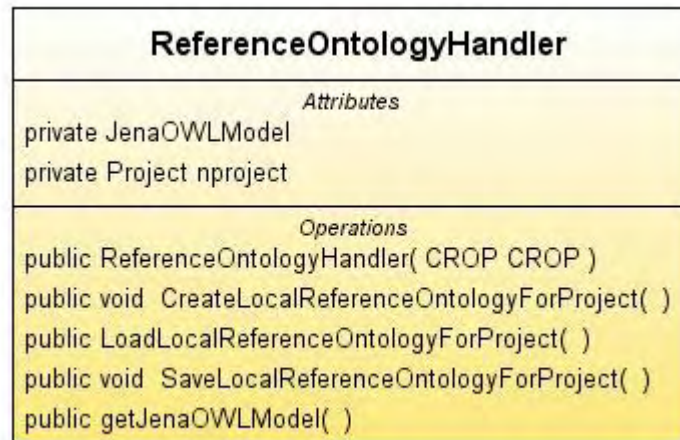 ReferenceOntologyHandler
Attributes
private JenaOWLModel
private Project nproject
Operations
public ReferenceOntologyHandler( CROP CROP )
public void  CreateLocalReferenceOntologyForProject( )
public LoadLocalReferenceOntologyForProject( )
public void  SaveLocalReferenceOntologyForProject( )
public getJenaOWLModel( )